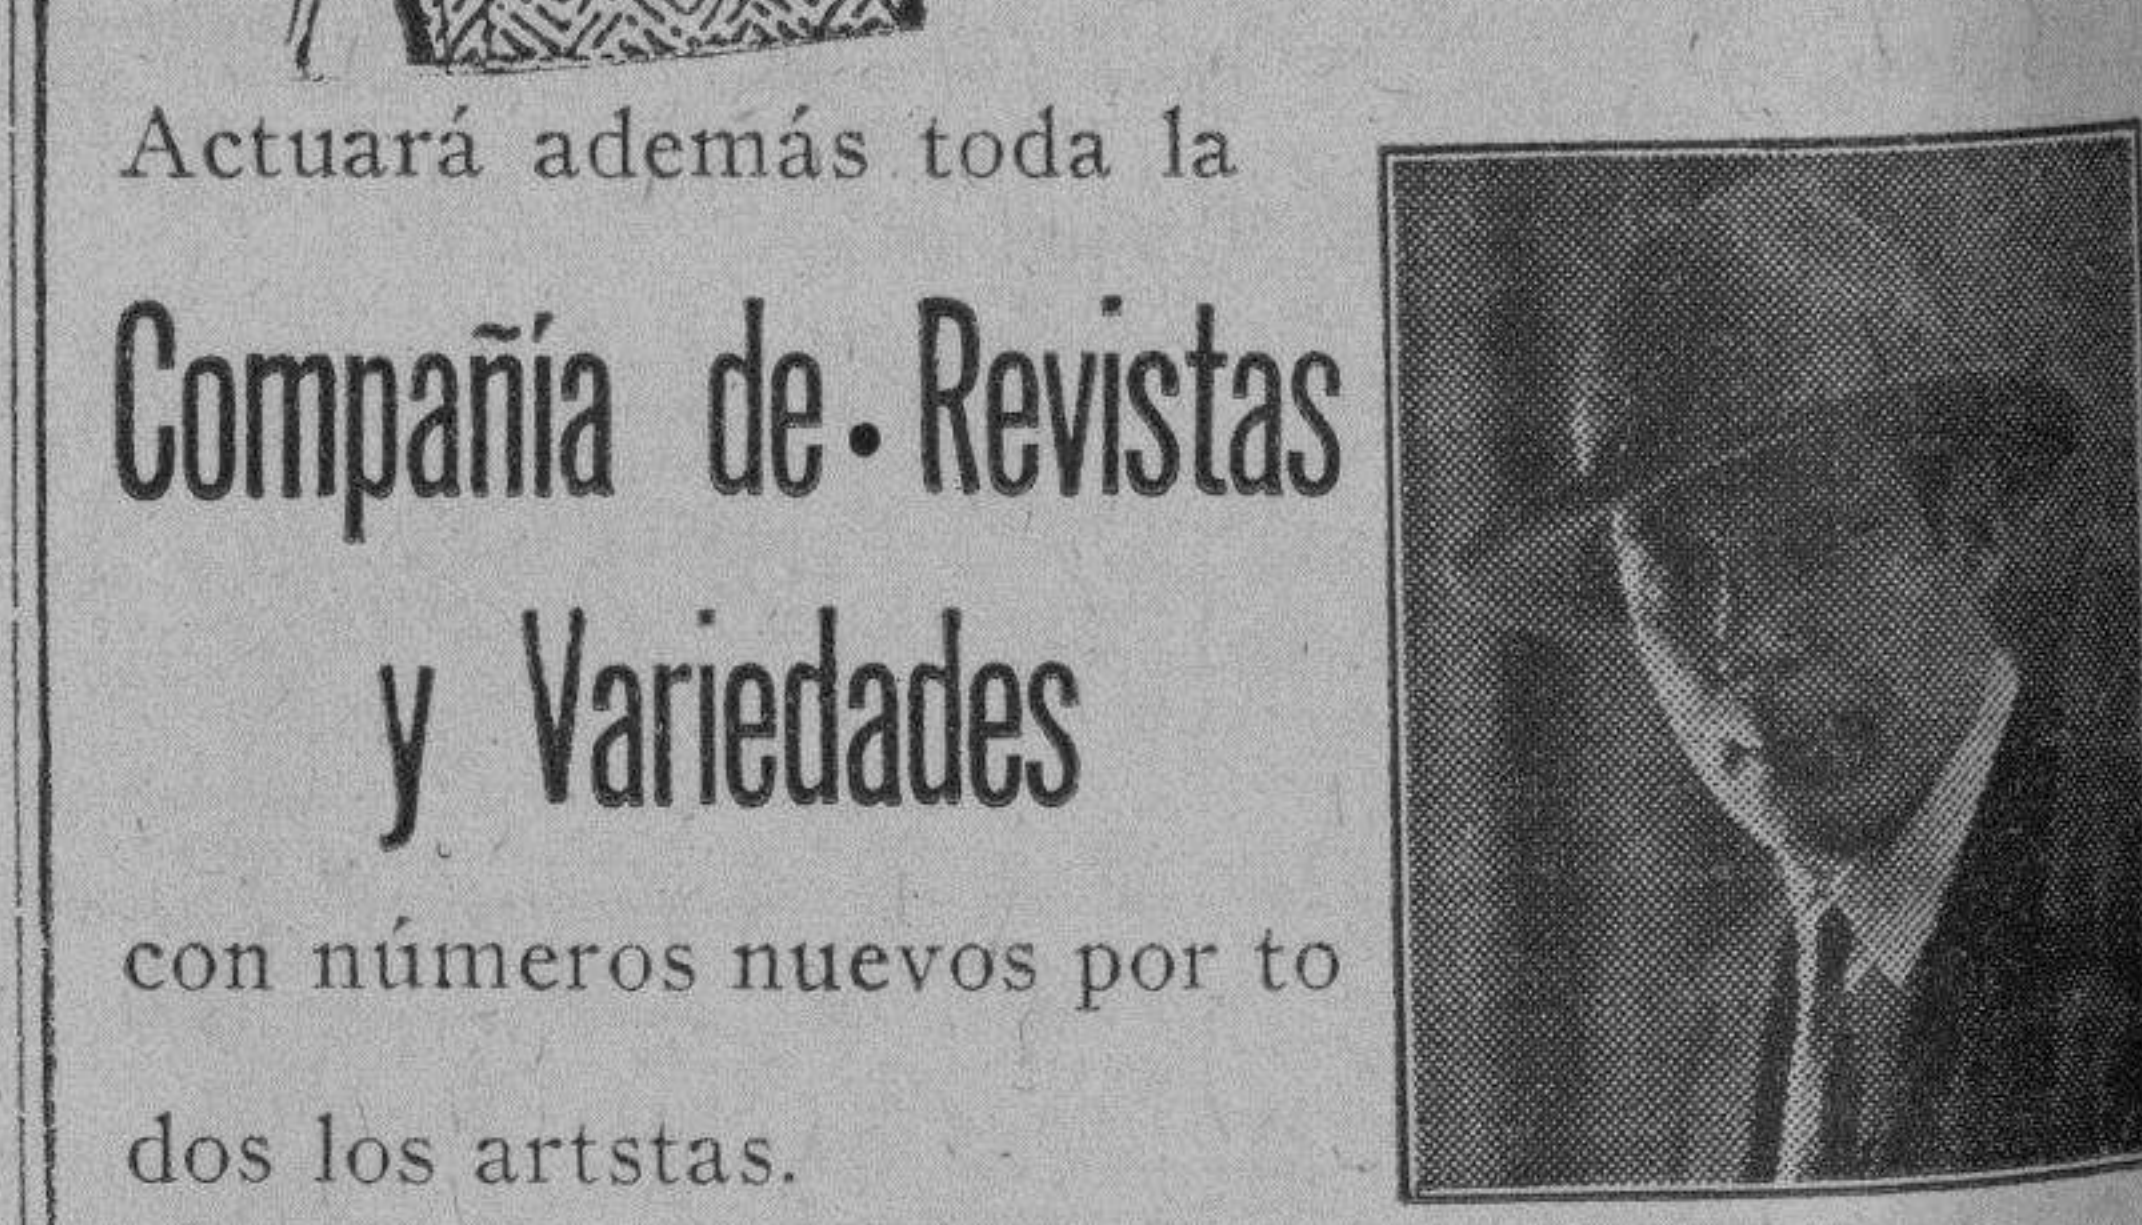 Actuará además toda la
Compañía de • Revistas
y Variedades
con números nuevos por to
dos los artstas.